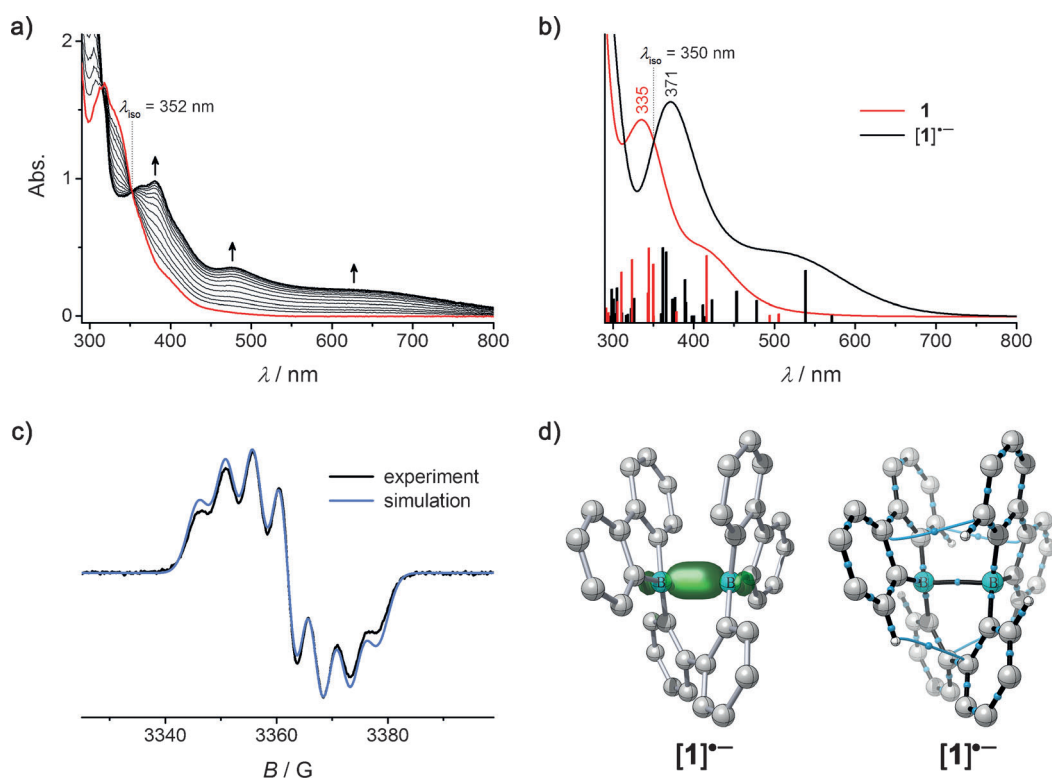 a)
2
1
0
Abs.
λiso = 352 nm
300 400 500 600 700 800
λ / nm
b)
λiso = 350 nm
335
371
1
[1]•−
300 400 500 600 700 800
λ / nm
c)
experiment
simulation
3340 3360 3380
B / G
d)
B B
B B
[1]•−
[1]•−